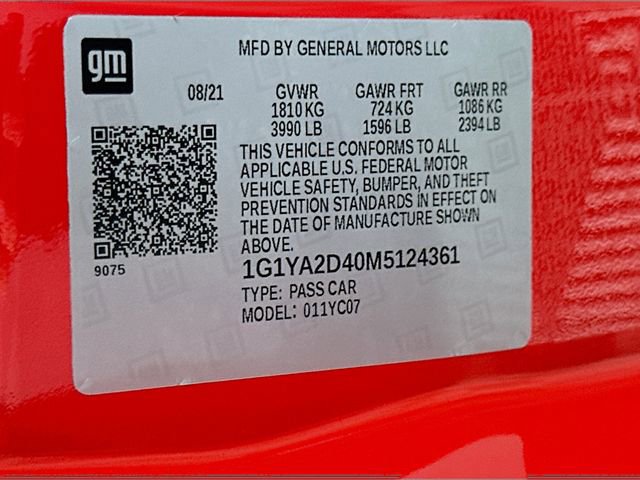 gm
MFD BY GENERAL MOTORS LLC
08/21 GVWR GAWR FRT GAWR RR
1810 KG 724 KG 1086 KG
3990 LB 1596 LB 2394 LB
THIS VEHICLE CONFORMS TO ALL
APPLICABLE U.S. FEDERAL MOTOR
VEHICLE SAFETY, BUMPER, AND THEFT
PREVENTION STANDARDS IN EFFECT ON
THE DATE OF MANUFACTURE SHOWN
ABOVE.
9075
1G1YA2D40M5124361
TYPE: PASS CAR
MODEL: 011YC07